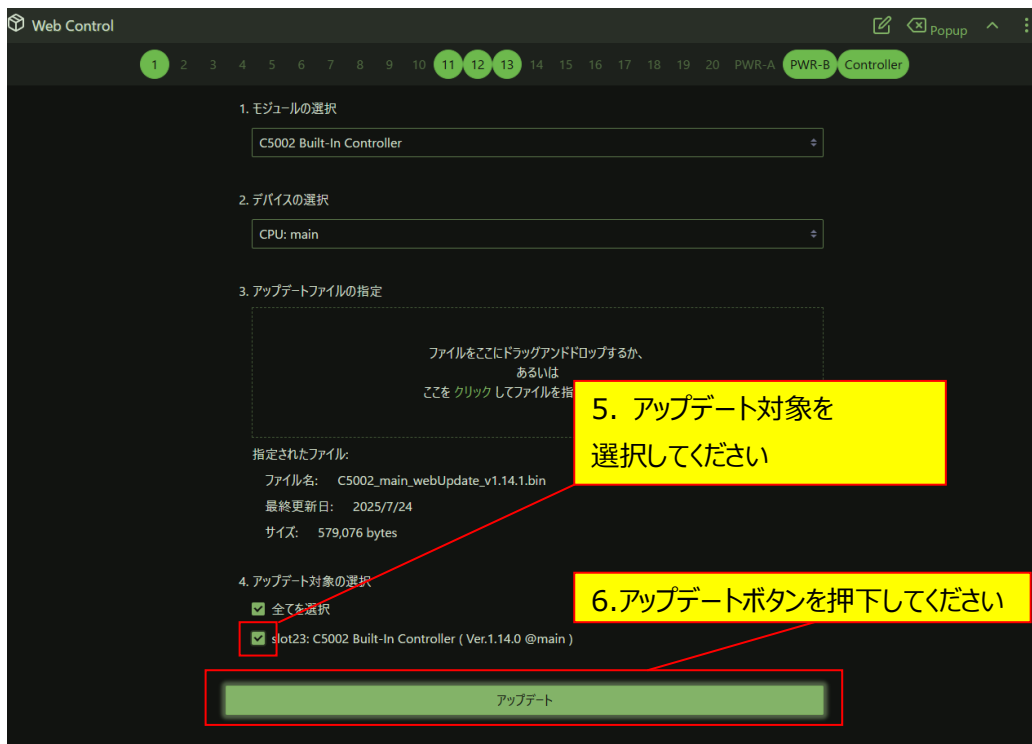 Web Control
Popup
1 2 3 4 5 6 7 8 9 10 11 12 13 14 15 16 17 18 19 20 PWR-A PWR-B Controller
1. モジュールの選択
C5002 Built-In Controller
2. デバイスの選択
CPU: main
3. アップデートファイルの指定
ファイルをここにドラッグアンドドロップするか、
あるいは
ここを クリック してファイルを指
5. アップデート対象を
選択してください
指定されたファイル:
ファイル名: C5002_main_webUpdate_v1.14.1.bin
最終更新日: 2025/7/24
サイズ: 579,076 bytes
4. アップデート対象の選択
全てを選択
6.アップデートボタンを押下してください
slot23: C5002 Built-In Controller ( Ver.1.14.0 @main )
アップデート